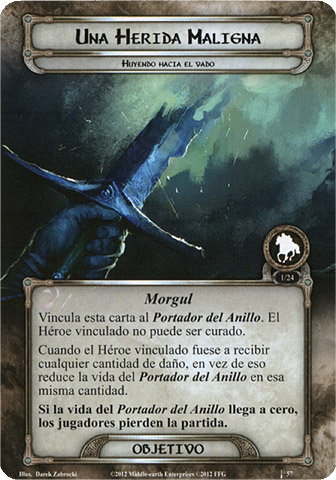 Una Herida Maligna
Huyendo hacia el vado
1/24
Morgul
Vincula esta carta al Portador del Anillo. El
Héroe vinculado no puede ser curado.
Cuando el Héroe vinculado fuese a recibir
cualquier cantidad de daño, en vez de eso
reduce la vida del Portador del Anillo en esa
misma cantidad.
Si la vida del Portador del Anillo llega a cero,
los jugadores pierden la partida.
OBJETIVO
Illus. Darek Zabrocki ©2012 Middle-earth Enterprises ©2012 FFG 57